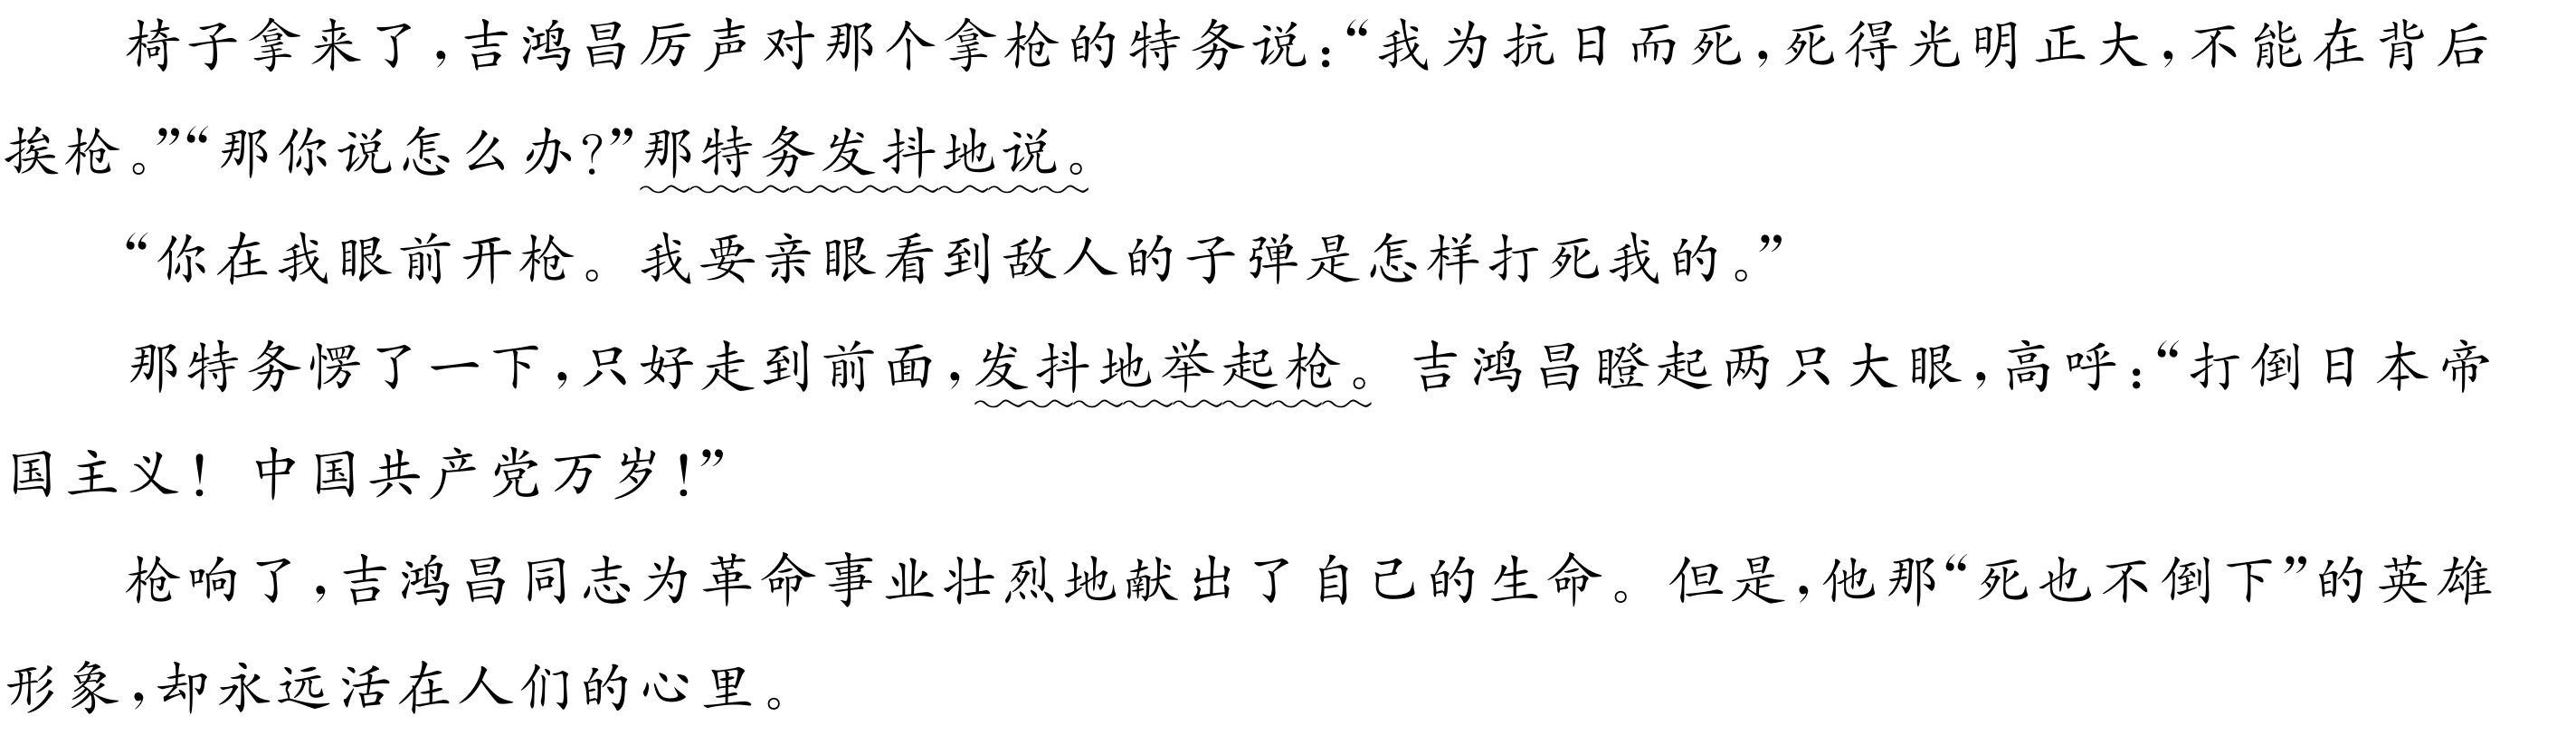 椅子拿来了,吉鸿昌厉声对那个拿枪的特务说:“我为抗日而死,死得光明正大,不能在背后
挨枪。”“那你说怎么办?”那特务发抖地说。
“你在我眼前开枪。我要亲眼看到敌人的子弹是怎样打死我的。”
那特务愣了一下,只好走到前面,发抖地举起枪。吉鸿昌瞪起两只大眼,高呼:“打倒日本帝
国主义!中国共产党万岁!”
枪响了,吉鸿昌同志为革命事业壮烈地献出了自己的生命。但是,他那“死也不倒下”的英雄
形象,却永远活在人们的心里。